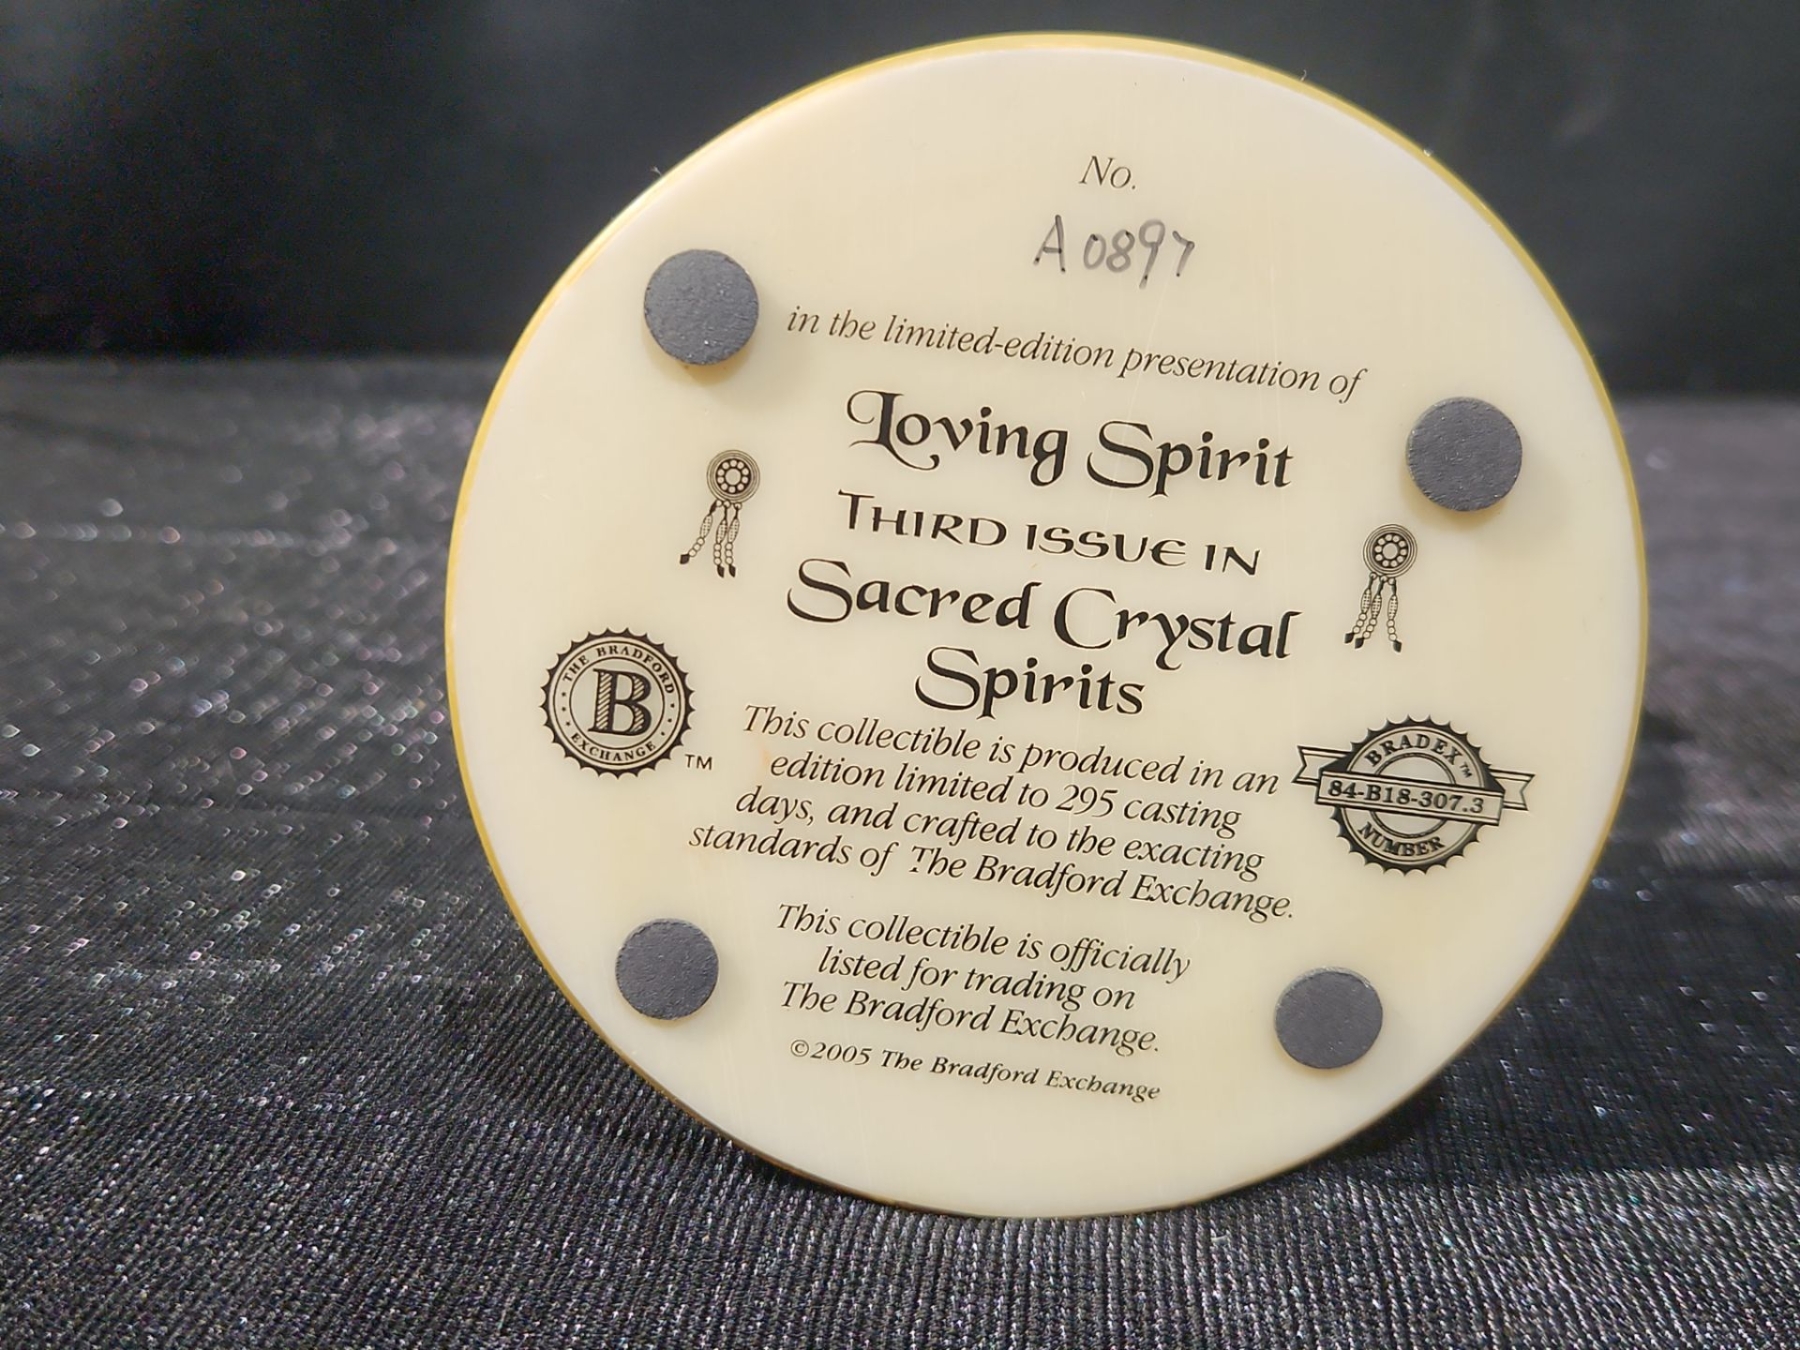 No.
A 0897
in the limited-edition presentation of
Loving Spirit
THIRD ISSUE IN
Sacred Crystal
Spirits
This collectible is produced in an
edition limited to 295 casting
days, and crafted to the exacting
standards of The Bradford Exchange.
This collectible is officially
listed for trading on
The Bradford Exchange.
©2005 The Bradford Exchange
THE BRADFORD
B
EXCHANGE
TM
BRADEX™
84-B18-307.3
NUMBER